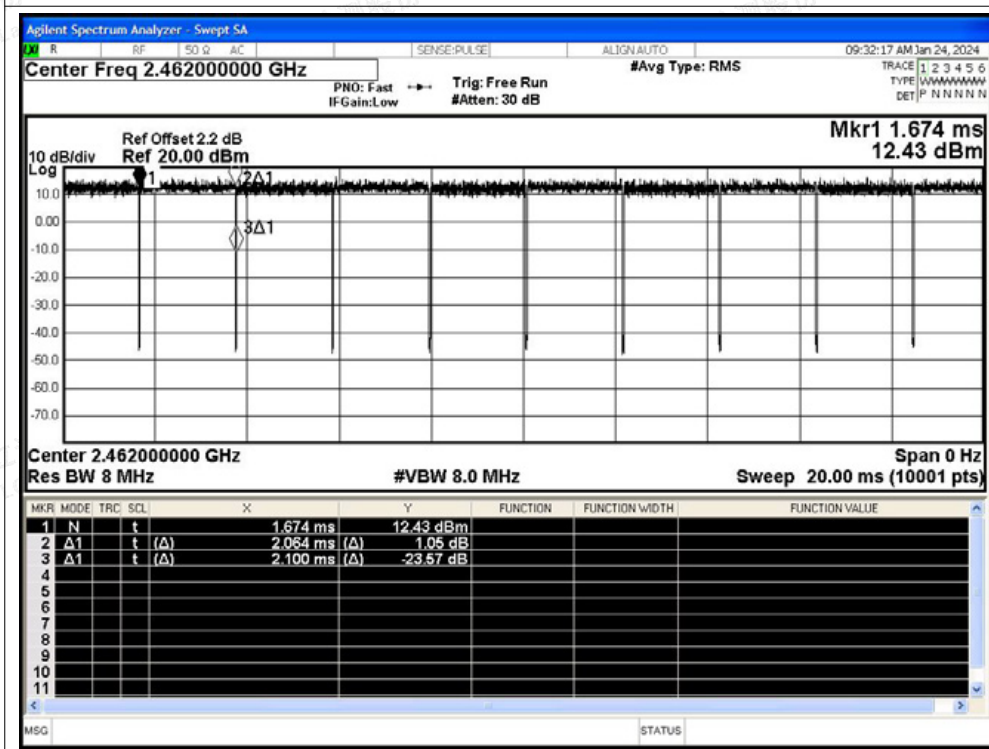 Agilent Spectrum Analyzer - Swept SA
R RF 50 Ω AC SENSE:PULSE ALIGN AUTO 09:32:17 AM Jan 24, 2024
Center Freq 2.462000000 GHz #Avg Type: RMS TRACE 1 2 3 4 5 6
PNO: Fast Trig: Free Run TYPE WWWWWW
IFGain:Low #Atten: 30 dB DET P N N N N N
Ref Offset 2.2 dB Mkr1 1.674 ms
10 dB/div Ref 20.00 dBm 12.43 dBm
Log
1 2Δ1
10.0
0.00 3Δ1
-10.0
-20.0
-30.0
-40.0
-50.0
-60.0
-70.0
Center 2.462000000 GHz Span 0 Hz
Res BW 8 MHz #VBW 8.0 MHz Sweep 20.00 ms (10001 pts)
MKR MODE TRC SCL X Y FUNCTION FUNCTION WIDTH FUNCTION VALUE
1 N t 1.674 ms 12.43 dBm
2 Δ1 t (Δ) 2.064 ms (Δ) 1.05 dB
3 Δ1 t (Δ) 2.100 ms (Δ) -23.57 dB
4
5
6
7
8
9
10
11
MSG STATUS